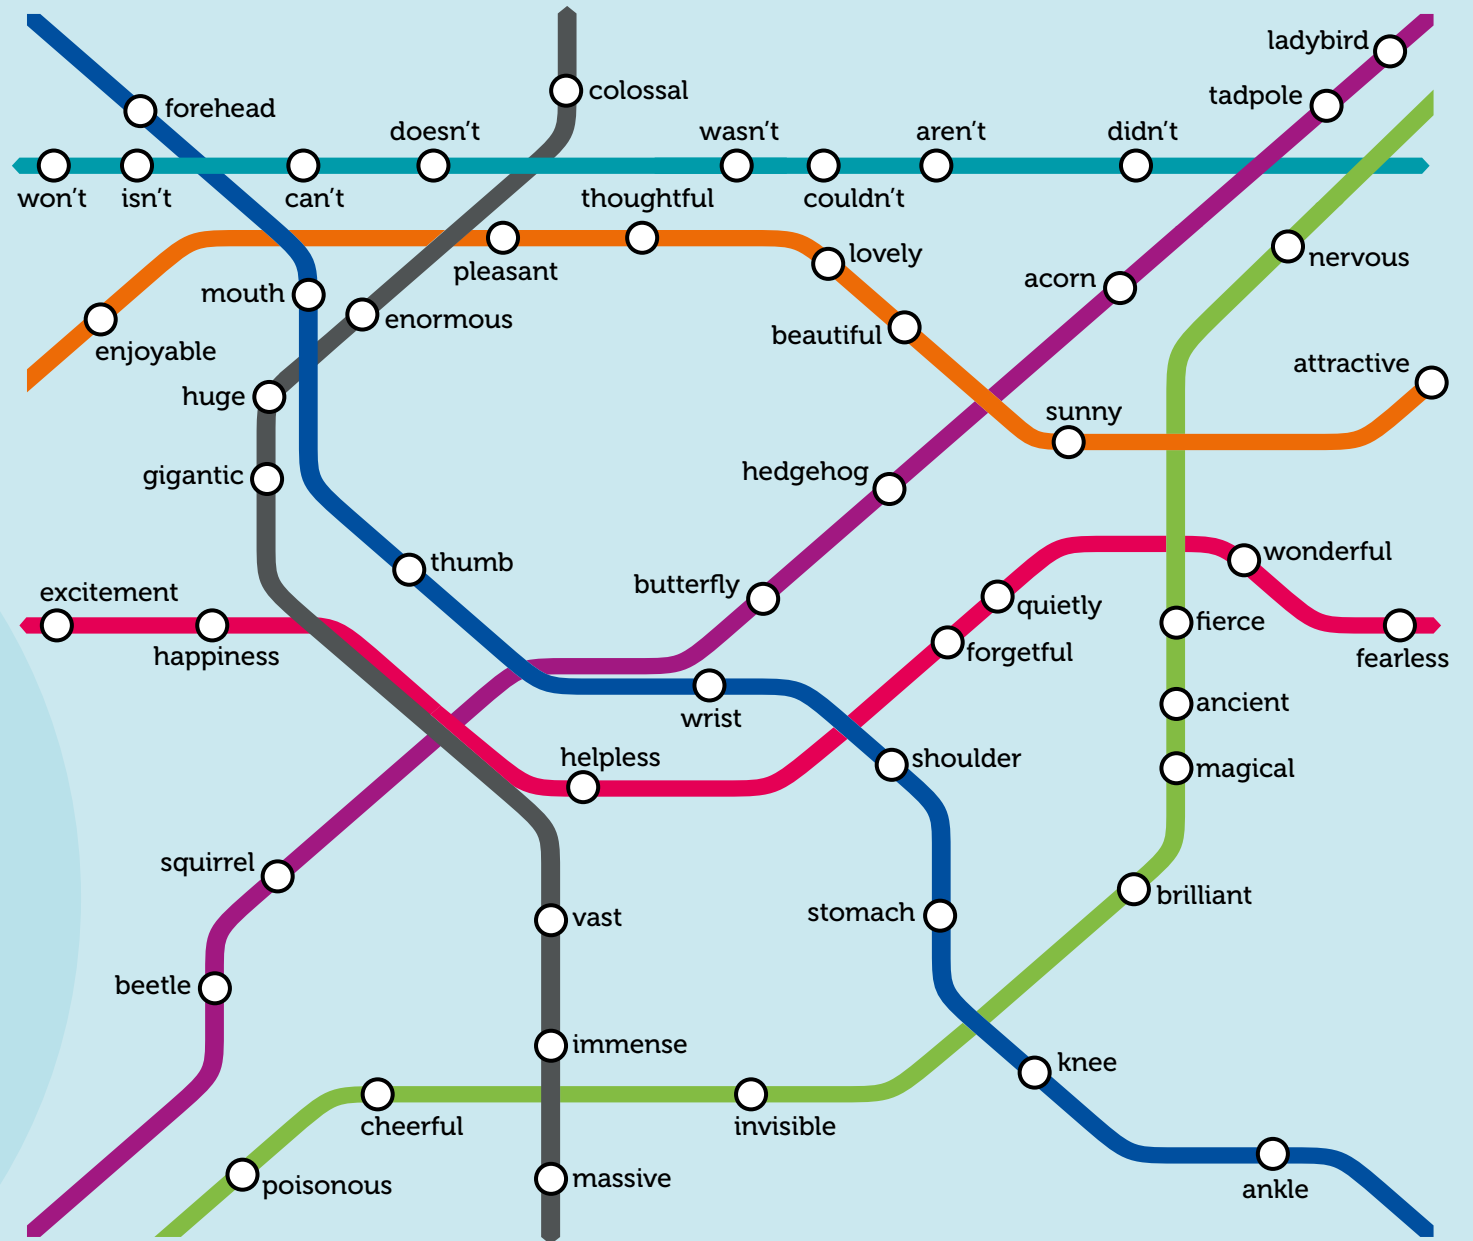 ladybird
colossal
tadpole
forehead
doesn't
wasn't
aren't
didn't
won't
isn't
can't
thoughtful
couldn't
lovely
nervous
pleasant
acorn
mouth
enormous
beautiful
enjoyable
attractive
huge
sunny
gigantic
hedgehog
wonderful
thumb
butterfly
excitement
quietly
fierce
happiness
forgetful
fearless
ancient
wrist
helpless
shoulder
magical
squirrel
brilliant
vast
stomach
beetle
immense
knee
cheerful
invisible
poisonous
massive
ankle